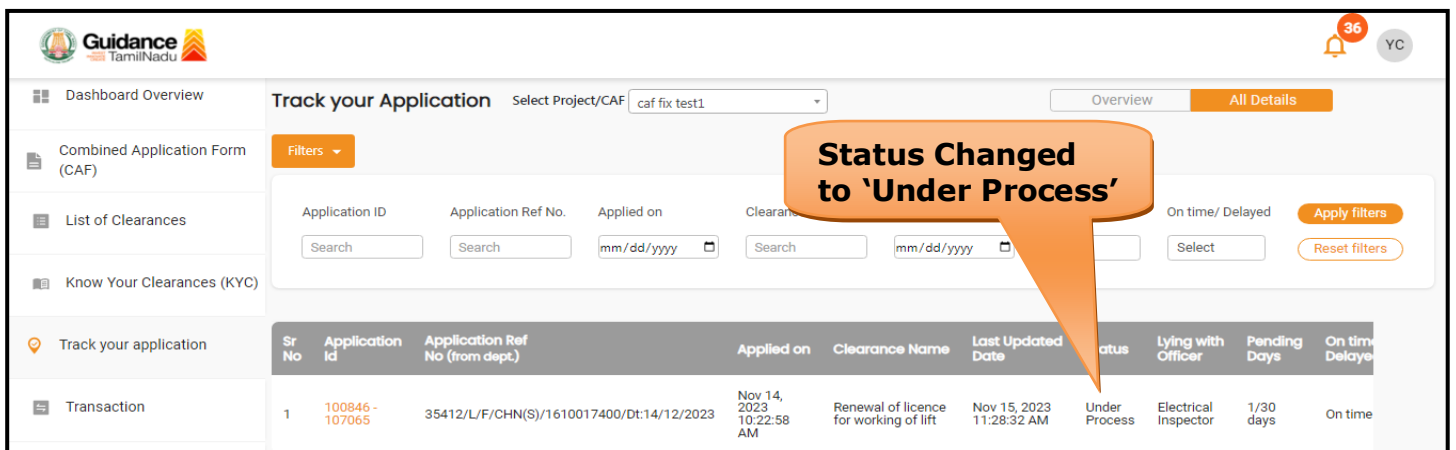 Guidance
TamilNadu
36
YC
Dashboard Overview
Track your Application
Select Project/CAF
caf fix test1
Overview
All Details
Combined Application Form
(CAF)
Filters
Status Changed
to ‘Under Process’
List of Clearances
Application ID
Application Ref No.
Applied on
Clearanc
On time/ Delayed
Apply filters
Search
Search
mm/dd/yyyy
Search
mm/dd/yyyy
Select
Reset filters
Know Your Clearances (KYC)
Track your application
Sr
No
Application
Id
Application Ref
No (from dept.)
Applied on
Clearance Name
Last Updated
Date
atus
Lying with
Officer
Pending
Days
On time
Delaye
Transaction
1
100846 -
107065
35412/L/F/CHN(S)/1610017400/Dt:14/12/2023
Nov 14,
2023
10:22:58
AM
Renewal of licence
for working of lift
Nov 15, 2023
11:28:32 AM
Under
Process
Electrical
Inspector
1/30
days
On time